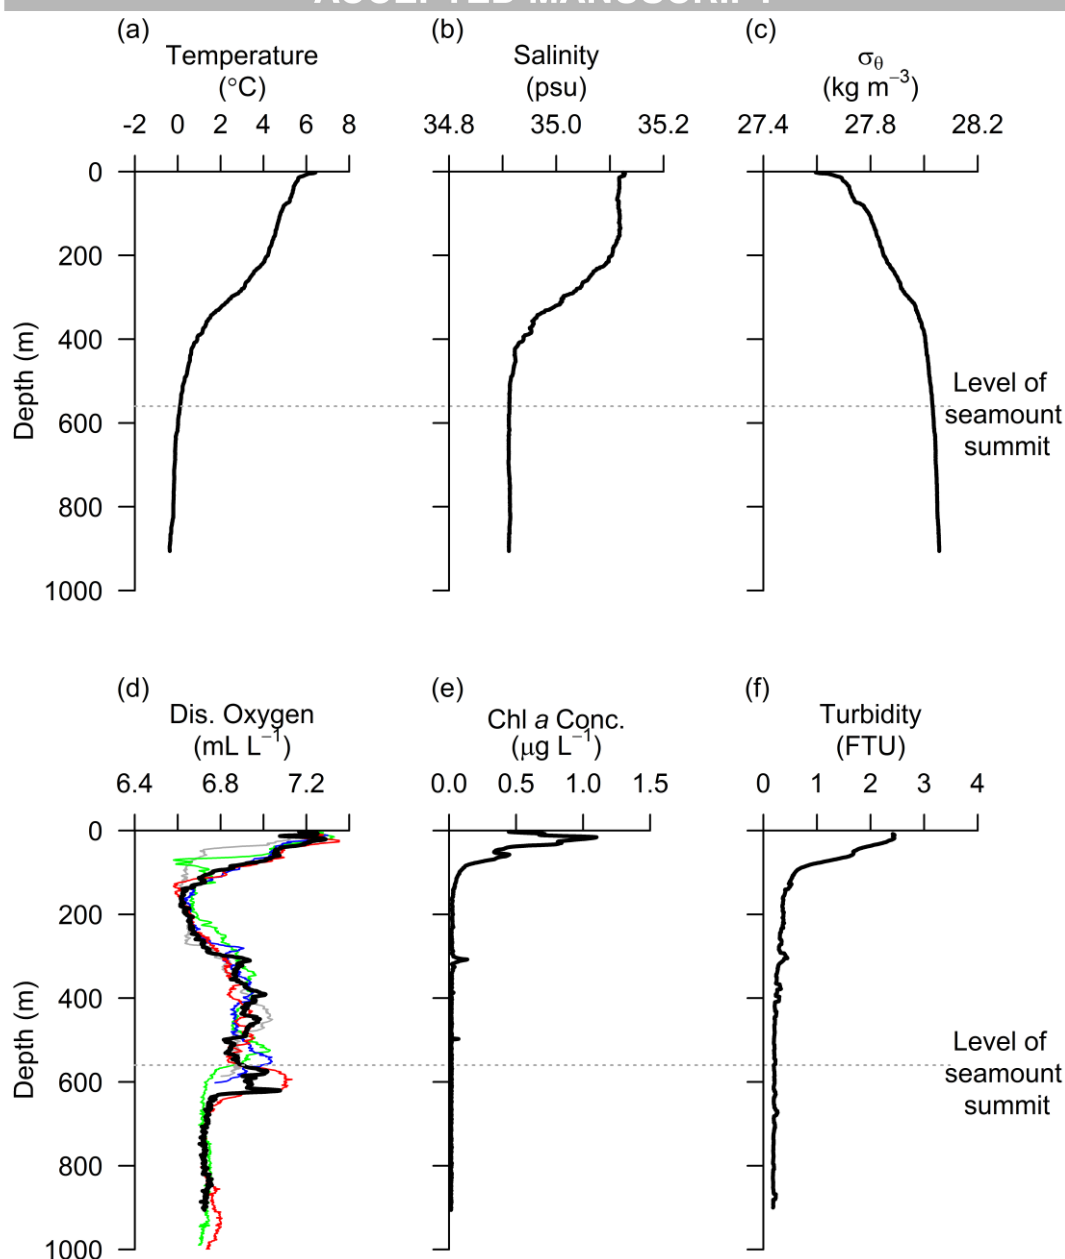 ACCEPTED MANUSCRIPT
(a) (b) (c)
Temperature Salinity σθ
(°C) (psu) (kg m−3)
-2 0 2 4 6 8 34.8 35.0 35.2 27.4 27.8 28.2
0
200
400
600
800
1000
Depth (m)
Level of
seamount
summit
(d) (e) (f)
Dis. Oxygen Chl a Conc. Turbidity
(mL L−1) (μg L−1) (FTU)
6.4 6.8 7.2 0.0 0.5 1.0 1.5 0 1 2 3 4
0
200
400
600
800
1000
Depth (m)
Level of
seamount
summit